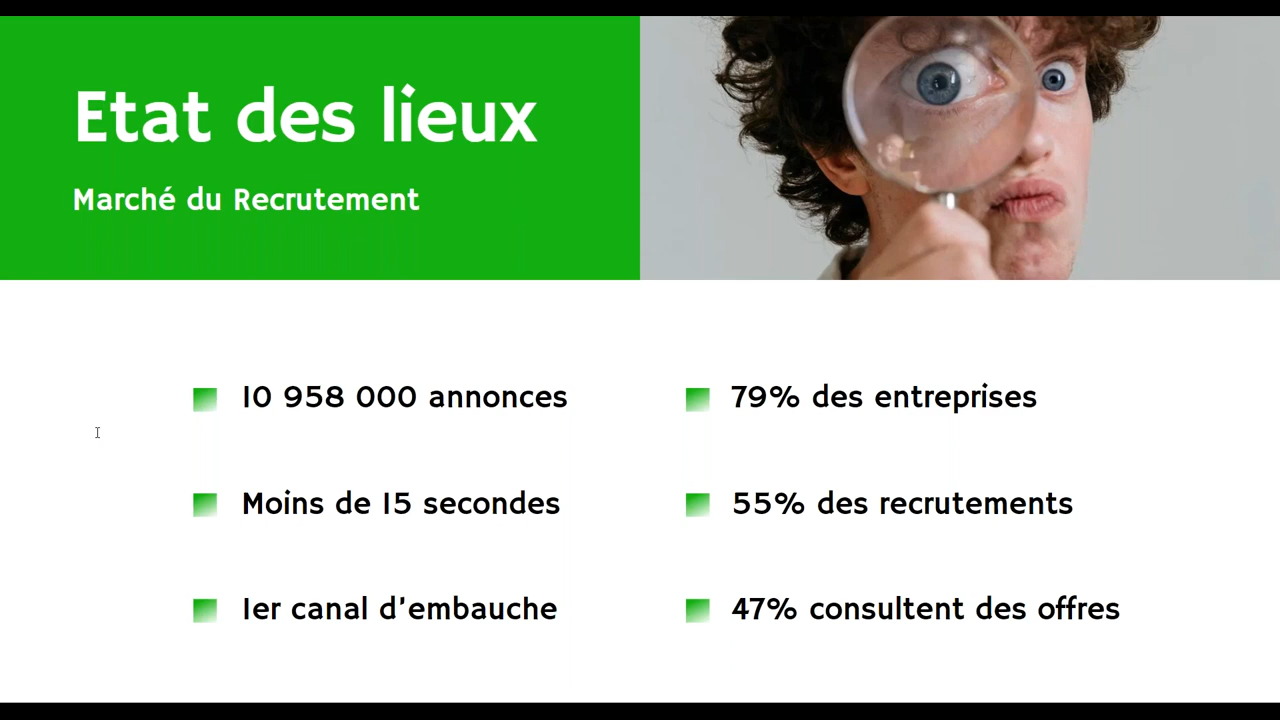 Etat des lieux
Marché du Recrutement
10 958 000 annonces
79% des entreprises
Moins de 15 secondes
55% des recrutements
1er canal d'embauche
47% consultent des offres